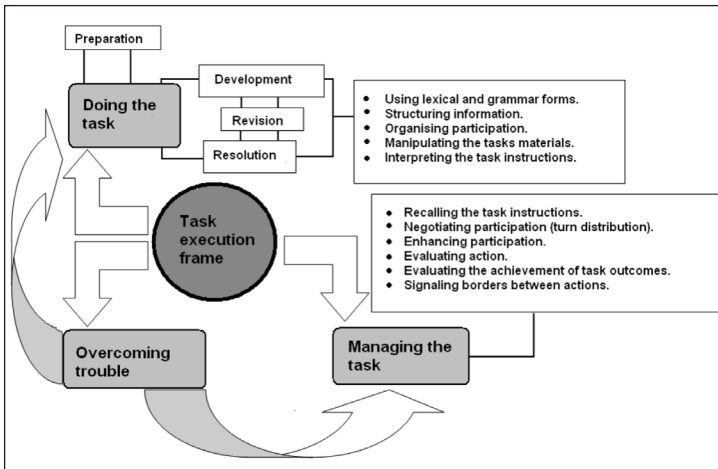 Preparation
Doing the
task
Development
Revision
Resolution
• Using lexical and grammar forms.
• Structuring information.
• Organising participation.
• Manipulating the tasks materials.
• Interpreting the task instructions.
Task
execution
frame
• Recalling the task instructions.
• Negotiating participation (turn distribution).
• Enhancing participation.
• Evaluating action.
• Evaluating the achievement of task outcomes.
• Signaling borders between actions.
Overcoming
trouble
Managing the
task